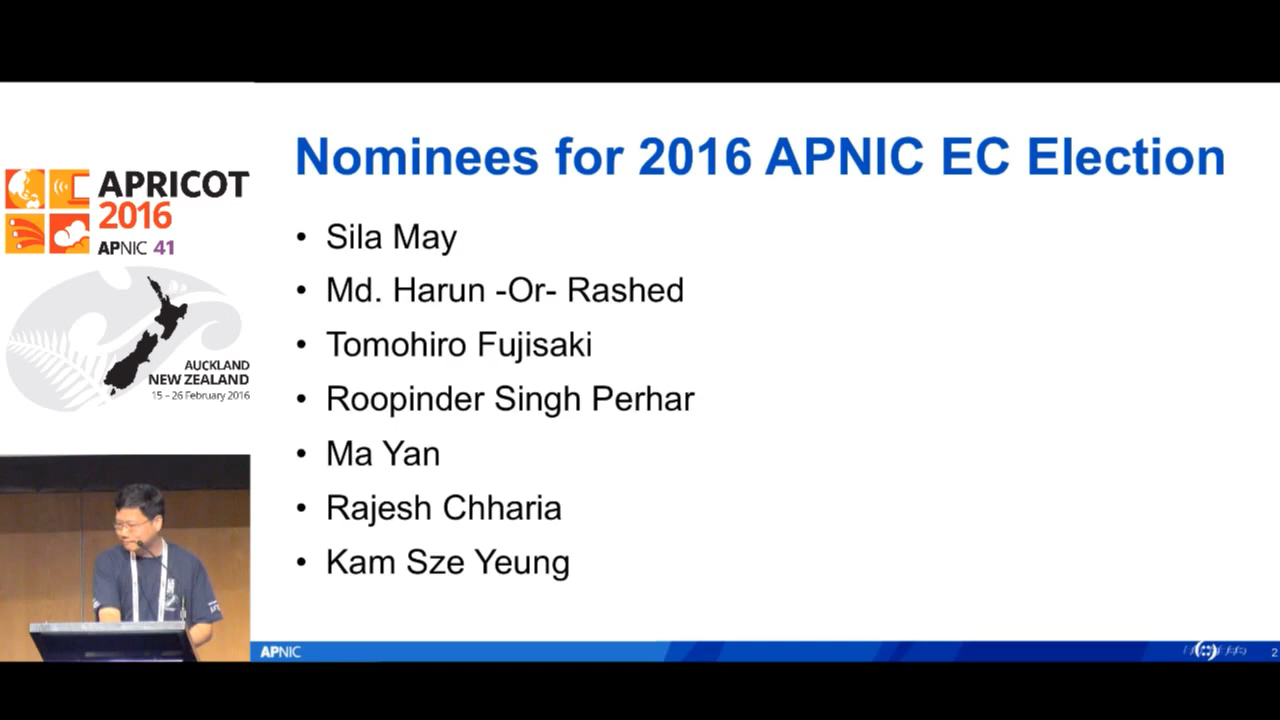 Nominees for 2016 APNIC EC Election
APRICOT
2016
APNIC 41
AUCKLAND
NEW ZEALAND
15 – 26 February 2016
• Sila May
• Md. Harun -Or- Rashed
• Tomohiro Fujisaki
• Roopinder Singh Perhar
• Ma Yan
• Rajesh Chharia
• Kam Sze Yeung
APNIC
2